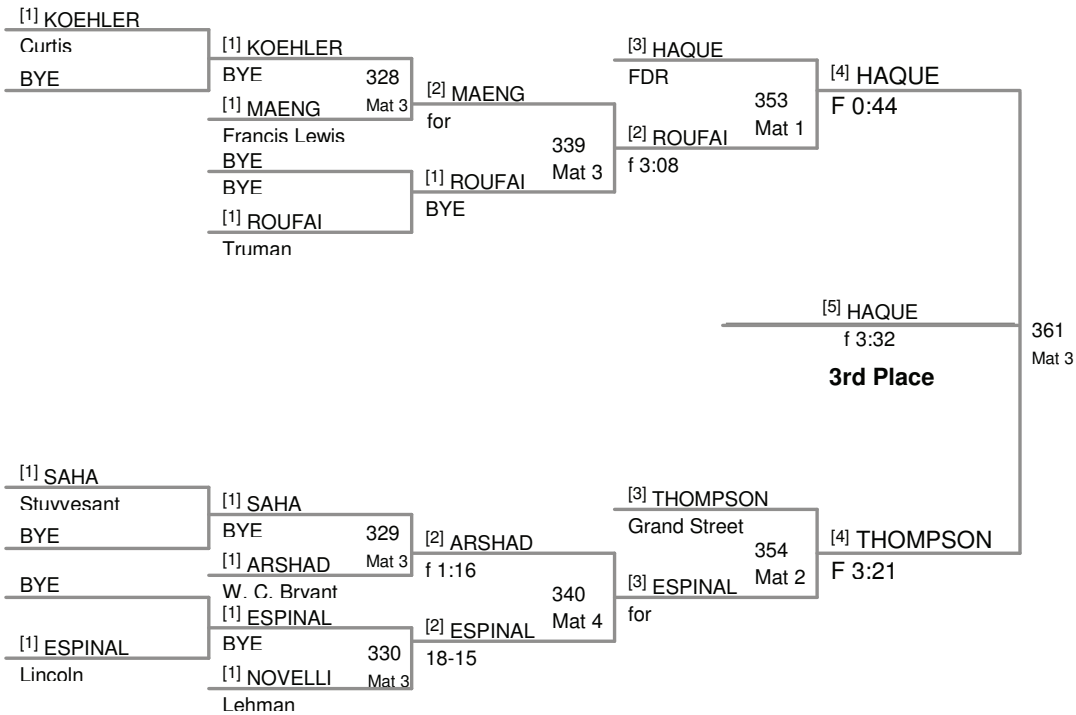 [1] KOEHLER
Curtis
BYE
[1] KOEHLER
BYE
328
Mat 3
[1] MAENG
Francis Lewis
BYE
BYE
[1] ROUFAI
Truman
[2] MAENG
for
339
Mat 3
[1] ROUFAI
BYE
[3] HAQUE
FDR
353
Mat 1
[2] ROUFAI
f 3:08
[4] HAQUE
F 0:44
[5] HAQUE
f 3:32
3rd Place
361
Mat 3
[1] SAHA
Stuyvesant
BYE
BYE
[1] ESPINAL
Lincoln
[1] SAHA
BYE
329
Mat 3
[1] ARSHAD
W. C. Bryant
[1] ESPINAL
BYE
330
Mat 3
[1] NOVELLI
Lehman
[2] ARSHAD
f 1:16
340
Mat 4
[2] ESPINAL
18-15
[3] THOMPSON
Grand Street
354
Mat 2
[3] ESPINAL
for
[4] THOMPSON
F 3:21